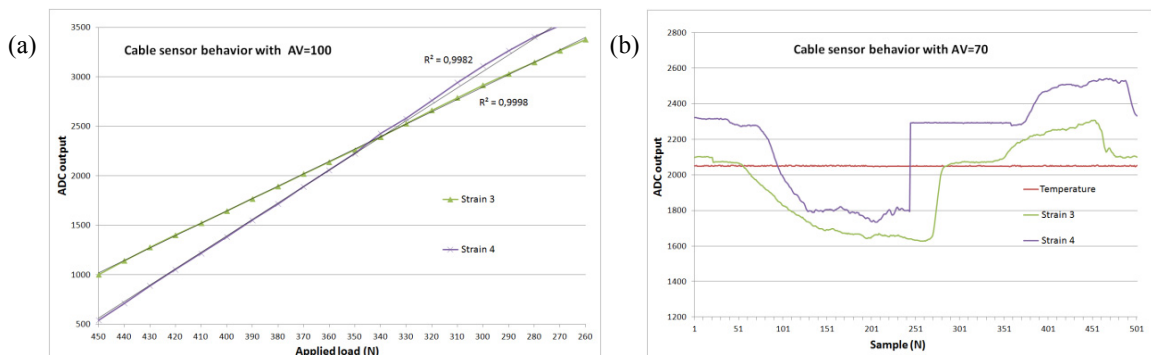 (a)
Cable sensor behavior with AV=100
ADC output
3500
3000
2500
2000
1500
1000
500
R² = 0,9982
R² = 0,9998
Strain 3
Strain 4
450 440 430 420 410 400 390 380 370 360 350 340 330 320 310 300 290 280 270 260
Applied load (N)
(b)
Cable sensor behavior with AV=70
ADC output
2800
2600
2400
2200
2000
1800
1600
1400
1200
Temperature
Strain 3
Strain 4
1 51 101 151 201 251 301 351 401 451 501
Sample (N)